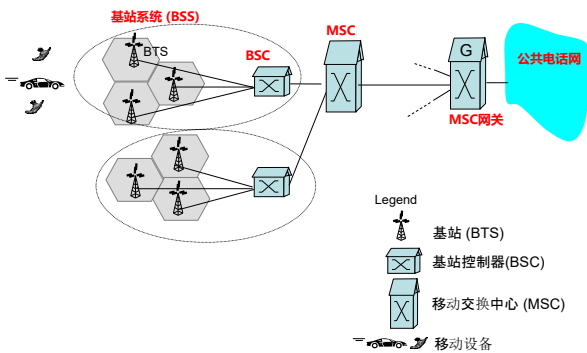 基站系统 (BSS)
BTS
BSC
MSC
G
公共电话网
MSC网关
Legend
基站 (BTS)
基站控制器(BSC)
移动交换中心 (MSC)
移动设备